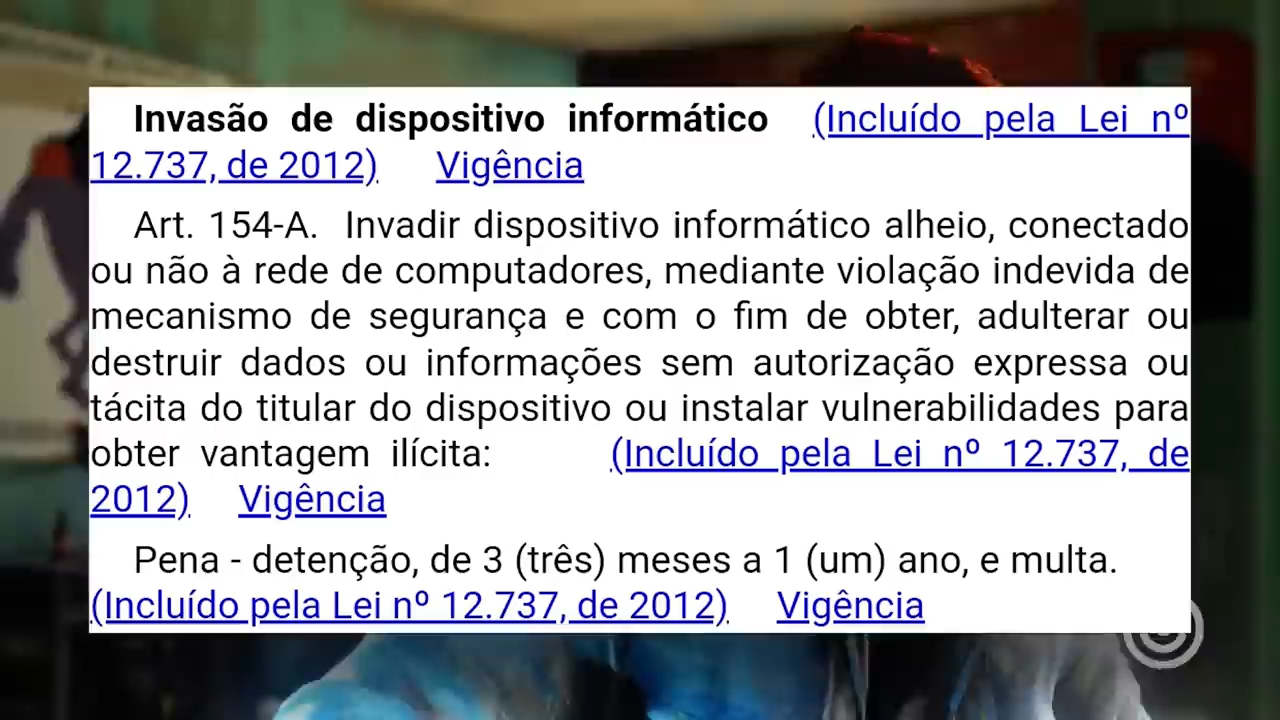 Invasão de dispositivo informático (Incluído pela Lei nº
12.737, de 2012) Vigência
Art. 154-A. Invadir dispositivo informático alheio, conectado
ou não à rede de computadores, mediante violação indevida de
mecanismo de segurança e com o fim de obter, adulterar ou
destruir dados ou informações sem autorização expressa ou
tácita do titular do dispositivo ou instalar vulnerabilidades para
obter vantagem ilícita: (Incluído pela Lei nº 12.737, de
2012) Vigência
Pena - detenção, de 3 (três) meses a 1 (um) ano, e multa.
(Incluído pela Lei nº 12.737, de 2012) Vigência